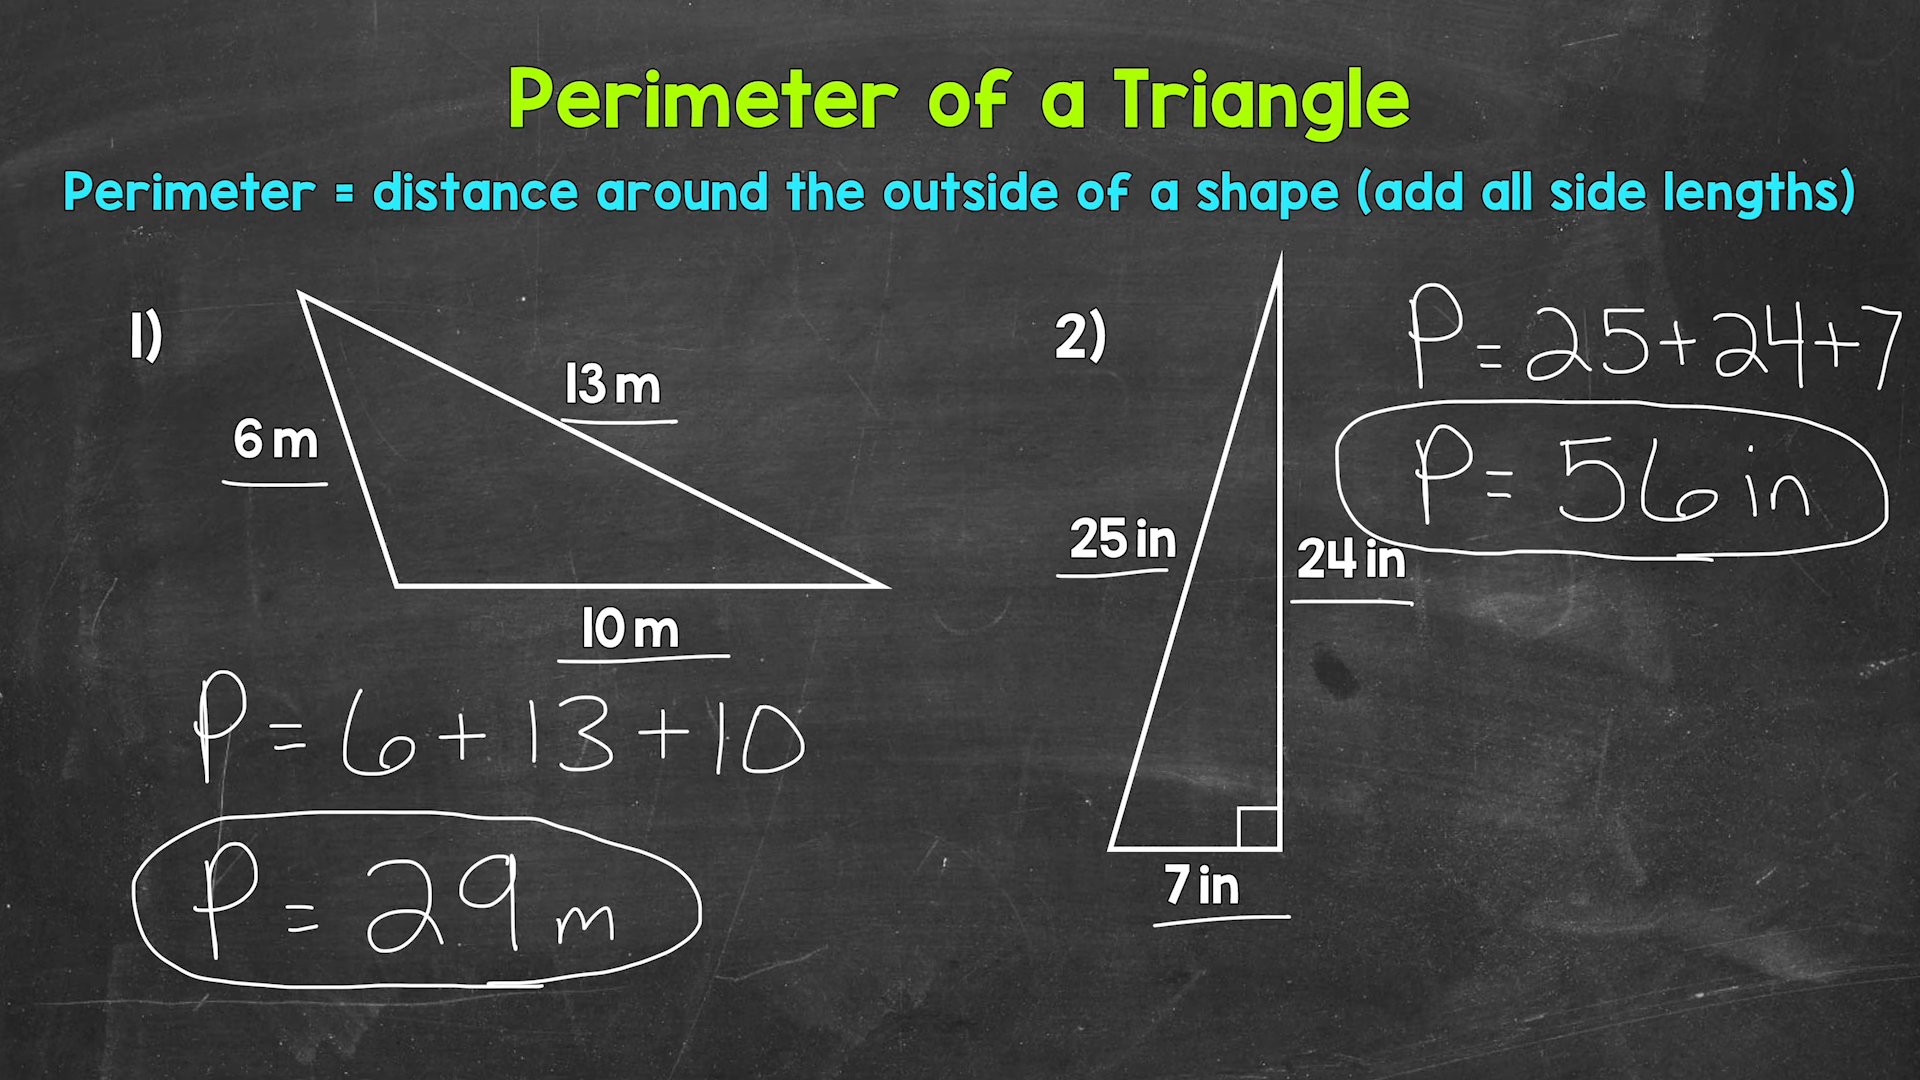 Perimeter of a Triangle
Perimeter = distance around the outside of a shape (add all side lengths)
1)
13 m
6 m
10 m
P = 6 + 13 + 10
P = 29 m
2)
P = 25 + 24 + 7
P = 56 in
25 in
24 in
7 in